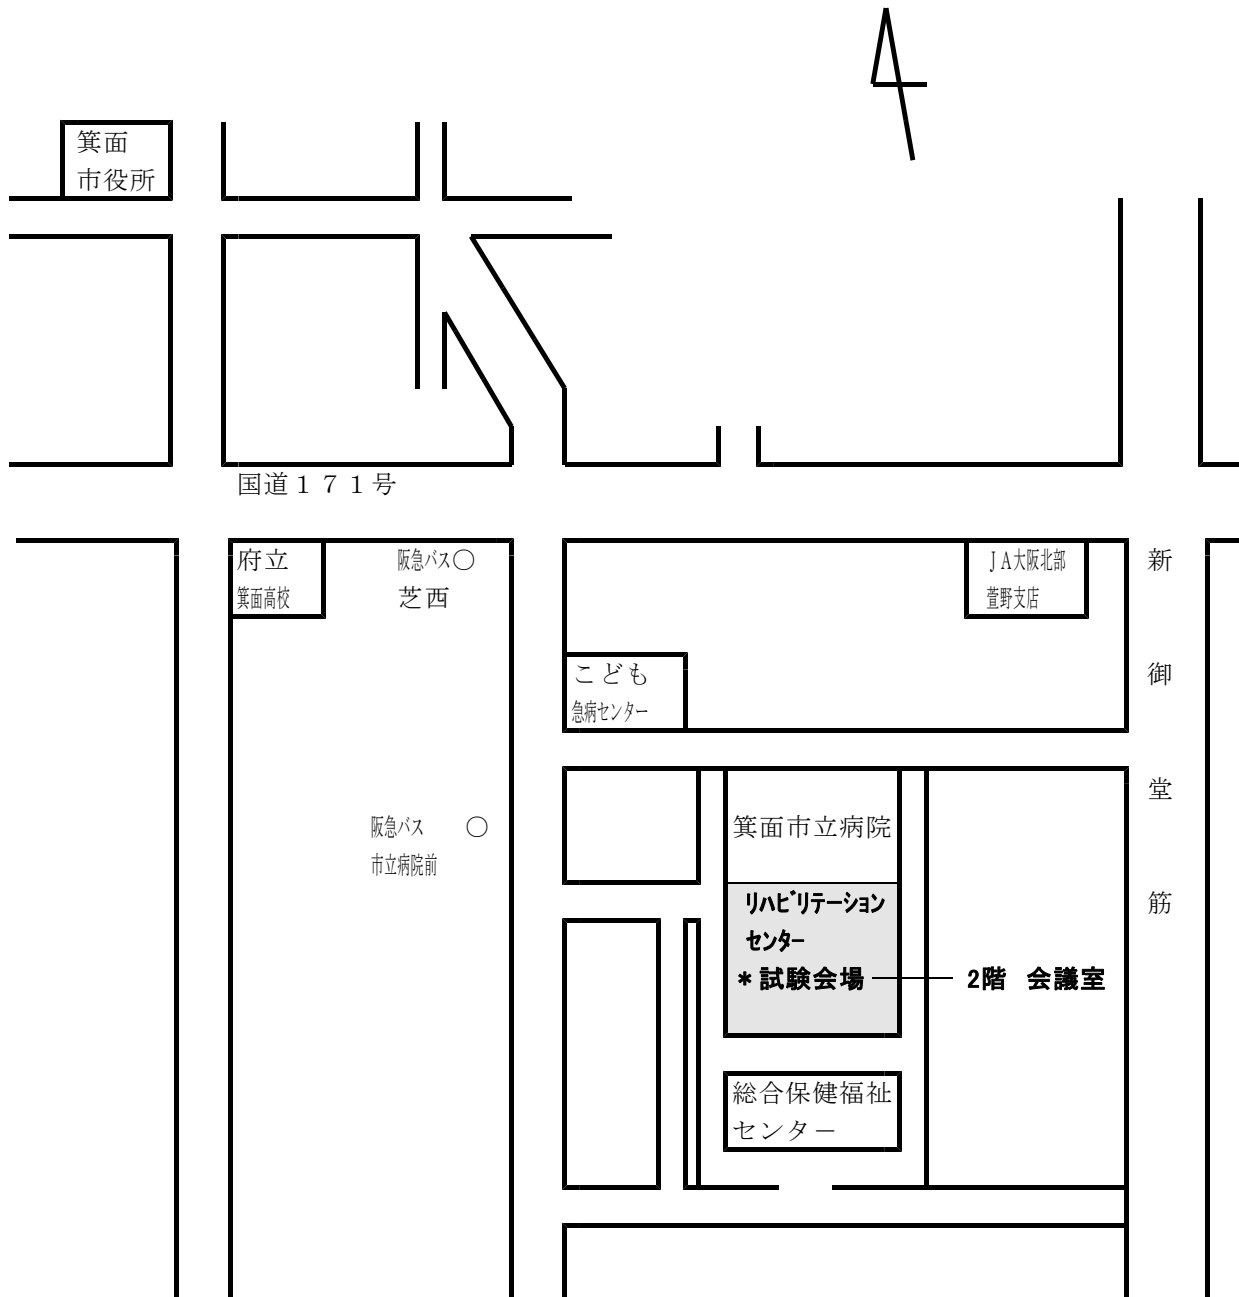 箕面
市役所
国道１７１号
府立
箕面高校
阪急バス○
芝西
ＪＡ大阪北部
萱野支店
新御堂筋
こども
急病センター
阪急バス ○
市立病院前
箕面市立病院
リハビリテーション
センター
＊試験会場
2階 会議室
総合保健福祉
センター